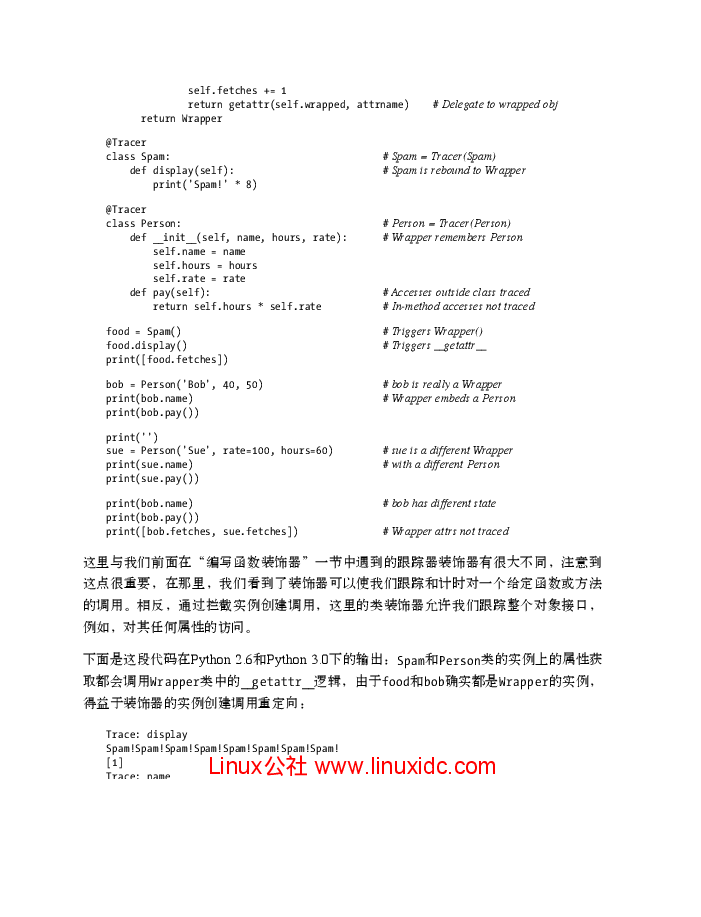 self.fetches += 1
return getattr(self.wrapped, attrname) # Delegate to wrapped obj
return Wrapper
@Tracer
class Spam: # Spam = Tracer(Spam)
def display(self): # Spam is rebound to Wrapper
print('Spam!' * 8)
@Tracer
class Person: # Person = Tracer(Person)
def __init__(self, name, hours, rate): # Wrapper remembers Person
self.name = name
self.hours = hours
self.rate = rate
def pay(self): # Accesses outside class traced
return self.hours * self.rate # In-method accesses not traced
food = Spam() # Triggers Wrapper()
food.display() # Triggers __getattr__
print([food.fetches])
bob = Person('Bob', 40, 50) # bob is really a Wrapper
print(bob.name) # Wrapper embeds a Person
print(bob.pay())
print('')
sue = Person('Sue', rate=100, hours=60) # sue is a different Wrapper
print(sue.name) # with a different Person
print(sue.pay())
print(bob.name) # bob has different state
print(bob.pay())
print([bob.fetches, sue.fetches]) # Wrapper attrs not traced
这里与我们前面在“编写函数装饰器”一节中遇到的跟踪器装饰器有很大不同，注意到
这点很重要，在那里，我们看到了装饰器可以使我们跟踪和计时对一个给定函数或方法
的调用。相反，通过拦截实例创建调用，这里的类装饰器允许我们跟踪整个对象接口，
例如，对其任何属性的访问。
下面是这段代码在Python 2.6和Python 3.0下的输出：Spam和Person类的实例上的属性获
取都会调用Wrapper类中的__getattr__逻辑，由于food和bob确实都是Wrapper的实例，
得益于装饰器的实例创建调用重定向：
Trace: display
Spam!Spam!Spam!Spam!Spam!Spam!Spam!Spam!
[1]
Trace: name
Linux公社 www.linuxidc.com